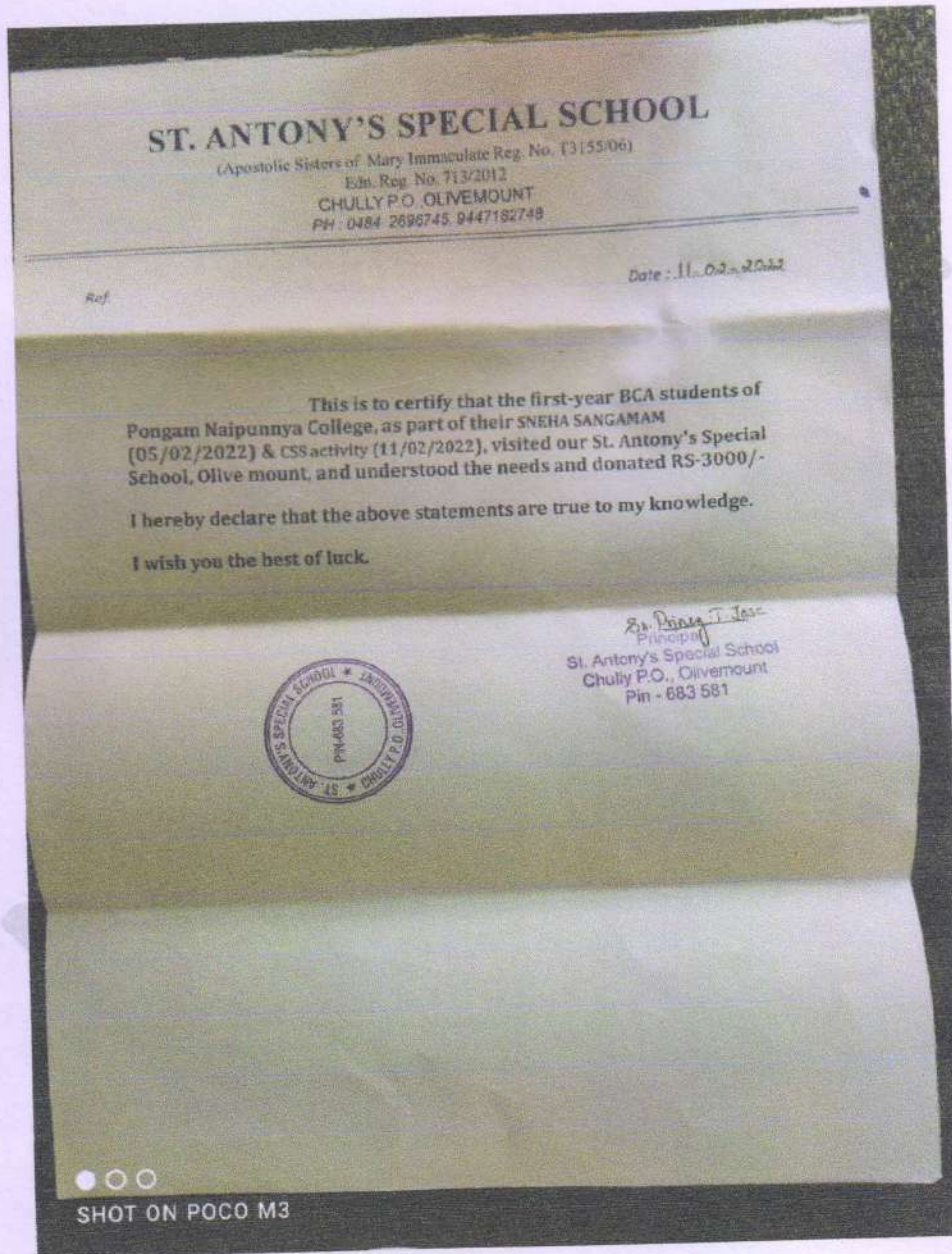 ST. ANTONY'S SPECIAL SCHOOL
(Apostolic Sisters of Mary Immaculate Reg. No. T3155/06)
Edn. Reg. No. 713/2012
CHULLY P.O. OLIVEMOUNT
PH : 0484 2696745, 9447182748
Ref.
Date : 11-02-2022
This is to certify that the first-year BCA students of
Pongam Naipunnya College, as part of their SNEHA SANGAMAM
(05/02/2022) & CSS activity (11/02/2022), visited our St. Antony's Special
School, Olive mount, and understood the needs and donated RS-3000/-
I hereby declare that the above statements are true to my knowledge.
I wish you the best of luck.
Sr. Princy T Jose
Principal
St. Antony's Special School
Chully P.O., Olivemount
Pin - 683 581
ST. ANTONY'S SPECIAL SCHOOL ★ CHULLY P.O. OLIVEMOUNT ★
PIN-683 581
SHOT ON POCO M3